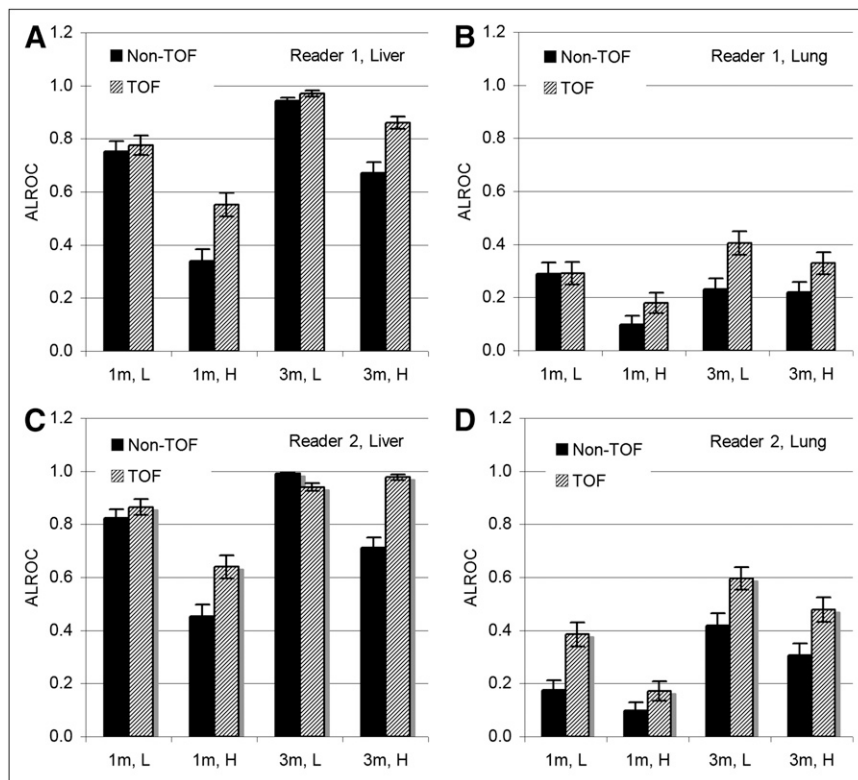 A
Non-TOF
TOF
Reader 1, Liver
ALROC
1.2
1.0
0.8
0.6
0.4
0.2
0.0
1m, L
1m, H
3m, L
3m, H
B
Non-TOF
TOF
Reader 1, Lung
ALROC
1.2
1.0
0.8
0.6
0.4
0.2
0.0
1m, L
1m, H
3m, L
3m, H
C
Non-TOF
TOF
Reader 2, Liver
ALROC
1.2
1.0
0.8
0.6
0.4
0.2
0.0
1m, L
1m, H
3m, L
3m, H
D
Non-TOF
TOF
Reader 2, Lung
ALROC
1.2
1.0
0.8
0.6
0.4
0.2
0.0
1m, L
1m, H
3m, L
3m, H